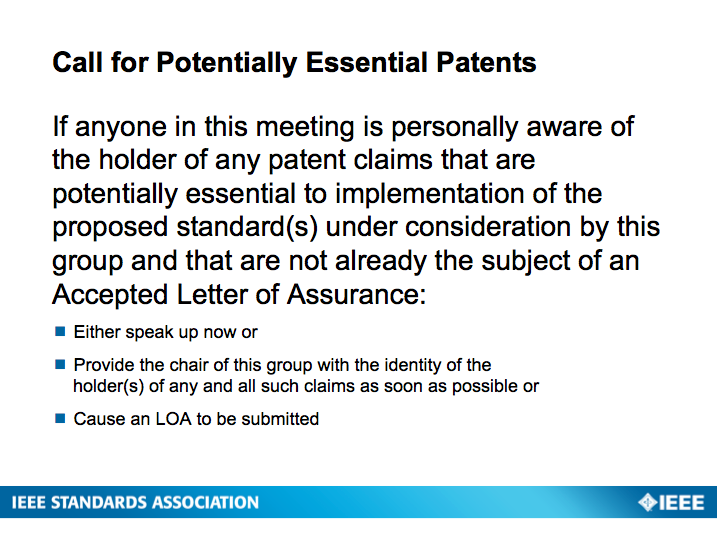 Call for Potentially Essential Patents
If anyone in this meeting is personally aware of
the holder of any patent claims that are
potentially essential to implementation of the
proposed standard(s) under consideration by this
group and that are not already the subject of an
Accepted Letter of Assurance:
Either speak up now or
Provide the chair of this group with the identity of the
holder(s) of any and all such claims as soon as possible or
Cause an LOA to be submitted
IEEE STANDARDS ASSOCIATION
IEEE